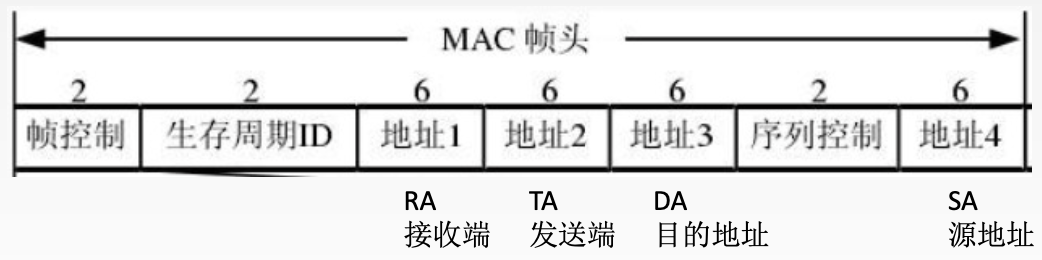 MAC 帧头
2 2 6 6 6 2 6
帧控制 生存周期ID 地址1 地址2 地址3 序列控制 地址4
RA TA DA SA
接收端 发送端 目的地址 源地址